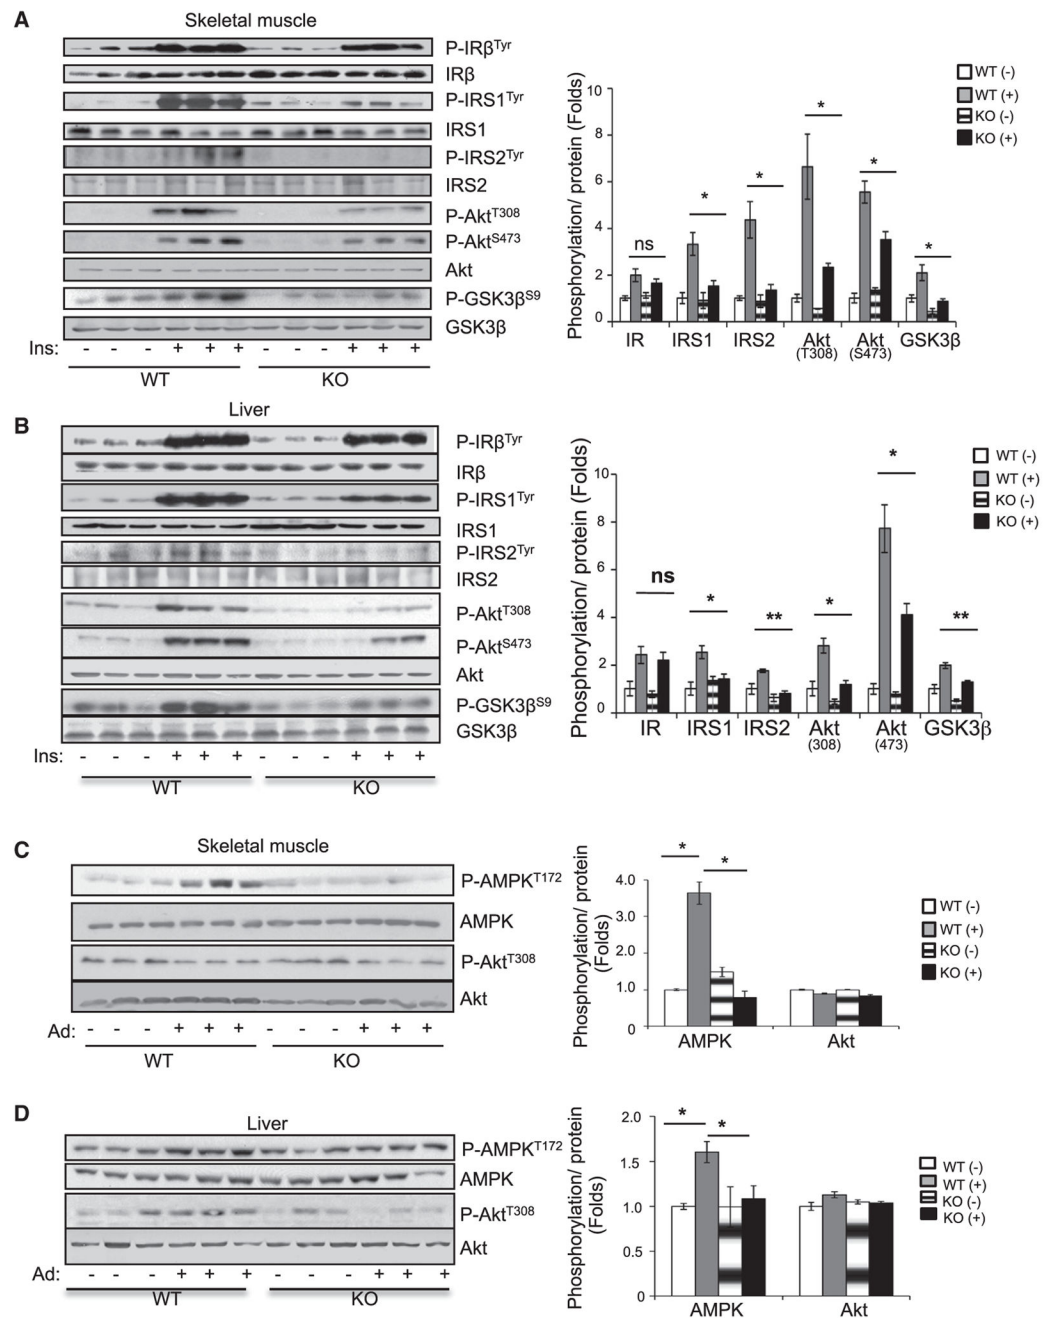 A
Skeletal muscle
P-IRβTyr
IRβ
P-IRS1Tyr
IRS1
P-IRS2Tyr
IRS2
P-AktT308
P-AktS473
Akt
P-GSK3βS9
GSK3β
Ins: - - - + + + - - - + + +
WT KO
Phosphorylation/ protein (Folds)
10
8
6
4
2
0
ns * * * * *
IR IRS1 IRS2 Akt (T308) Akt (S473) GSK3β
WT (-)
WT (+)
KO (-)
KO (+)
B
Liver
P-IRβTyr
IRβ
P-IRS1Tyr
IRS1
P-IRS2Tyr
IRS2
P-AktT308
P-AktS473
Akt
P-GSK3βS9
GSK3β
Ins: - - - + + + - - - + + +
WT KO
Phosphorylation/ protein (Folds)
10
8
6
4
2
0
ns * ** * * **
IR IRS1 IRS2 Akt (308) Akt (473) GSK3β
WT (-)
WT (+)
KO (-)
KO (+)
C
Skeletal muscle
P-AMPKT172
AMPK
P-AktT308
Akt
Ad: - - - + + + - - - + + +
WT KO
Phosphorylation/ protein
(Folds)
4.0
3.0
2.0
1.0
0
* *
AMPK Akt
WT (-)
WT (+)
KO (-)
KO (+)
D
Liver
P-AMPKT172
AMPK
P-AktT308
Akt
Ad: - - - + + + - - - + + +
WT KO
Phosphorylation/ protein
(Folds)
2.0
1.5
1.0
0.5
0
* *
AMPK Akt
WT (-)
WT (+)
KO (-)
KO (+)